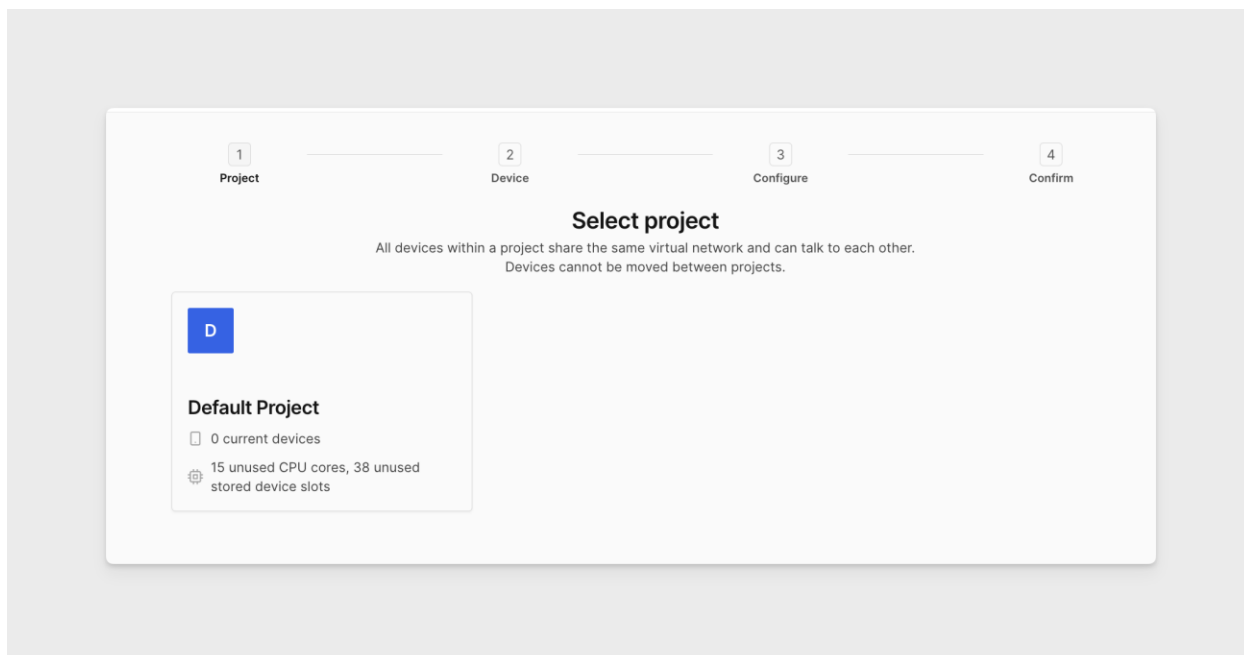 1
Project
2
Device
3
Configure
4
Confirm
Select project
All devices within a project share the same virtual network and can talk to each other.
Devices cannot be moved between projects.
D
Default Project
0 current devices
15 unused CPU cores, 38 unused
stored device slots